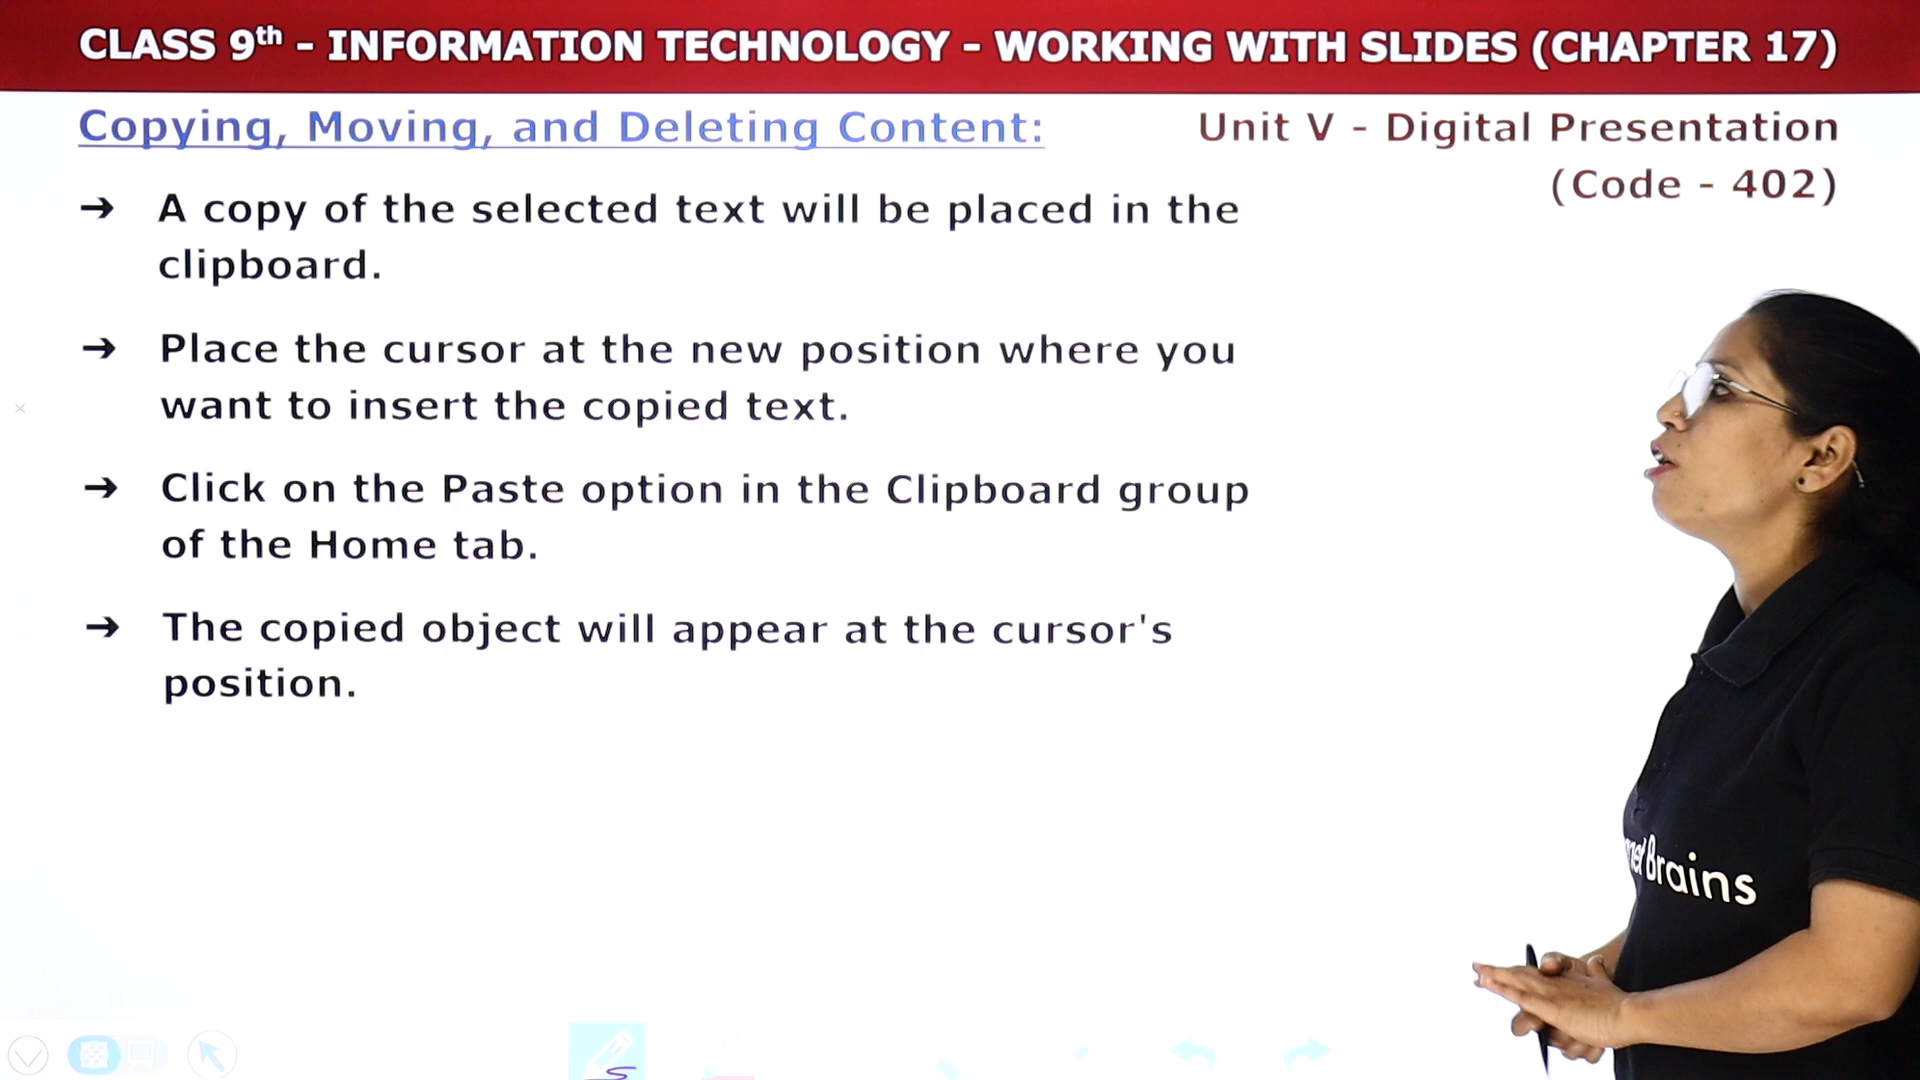 CLASS 9th - INFORMATION TECHNOLOGY - WORKING WITH SLIDES (CHAPTER 17)
Copying, Moving, and Deleting Content:
Unit V - Digital Presentation
(Code - 402)
➔ A copy of the selected text will be placed in the
clipboard.
➔ Place the cursor at the new position where you
want to insert the copied text.
➔ Click on the Paste option in the Clipboard group
of the Home tab.
➔ The copied object will appear at the cursor's
position.
Brains